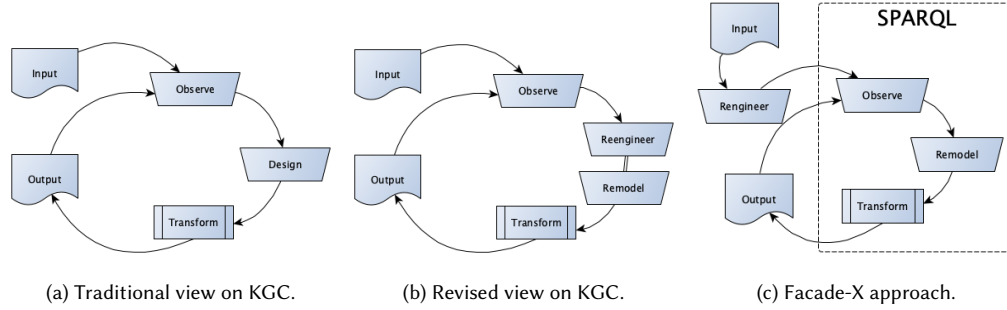 Input
Observe
Design
Output
Transform
(a) Traditional view on KGC.
Input
Observe
Reengineer
Remodel
Output
Transform
(b) Revised view on KGC.
SPARQL
Input
Rengineer
Observe
Remodel
Output
Transform
(c) Facade-X approach.